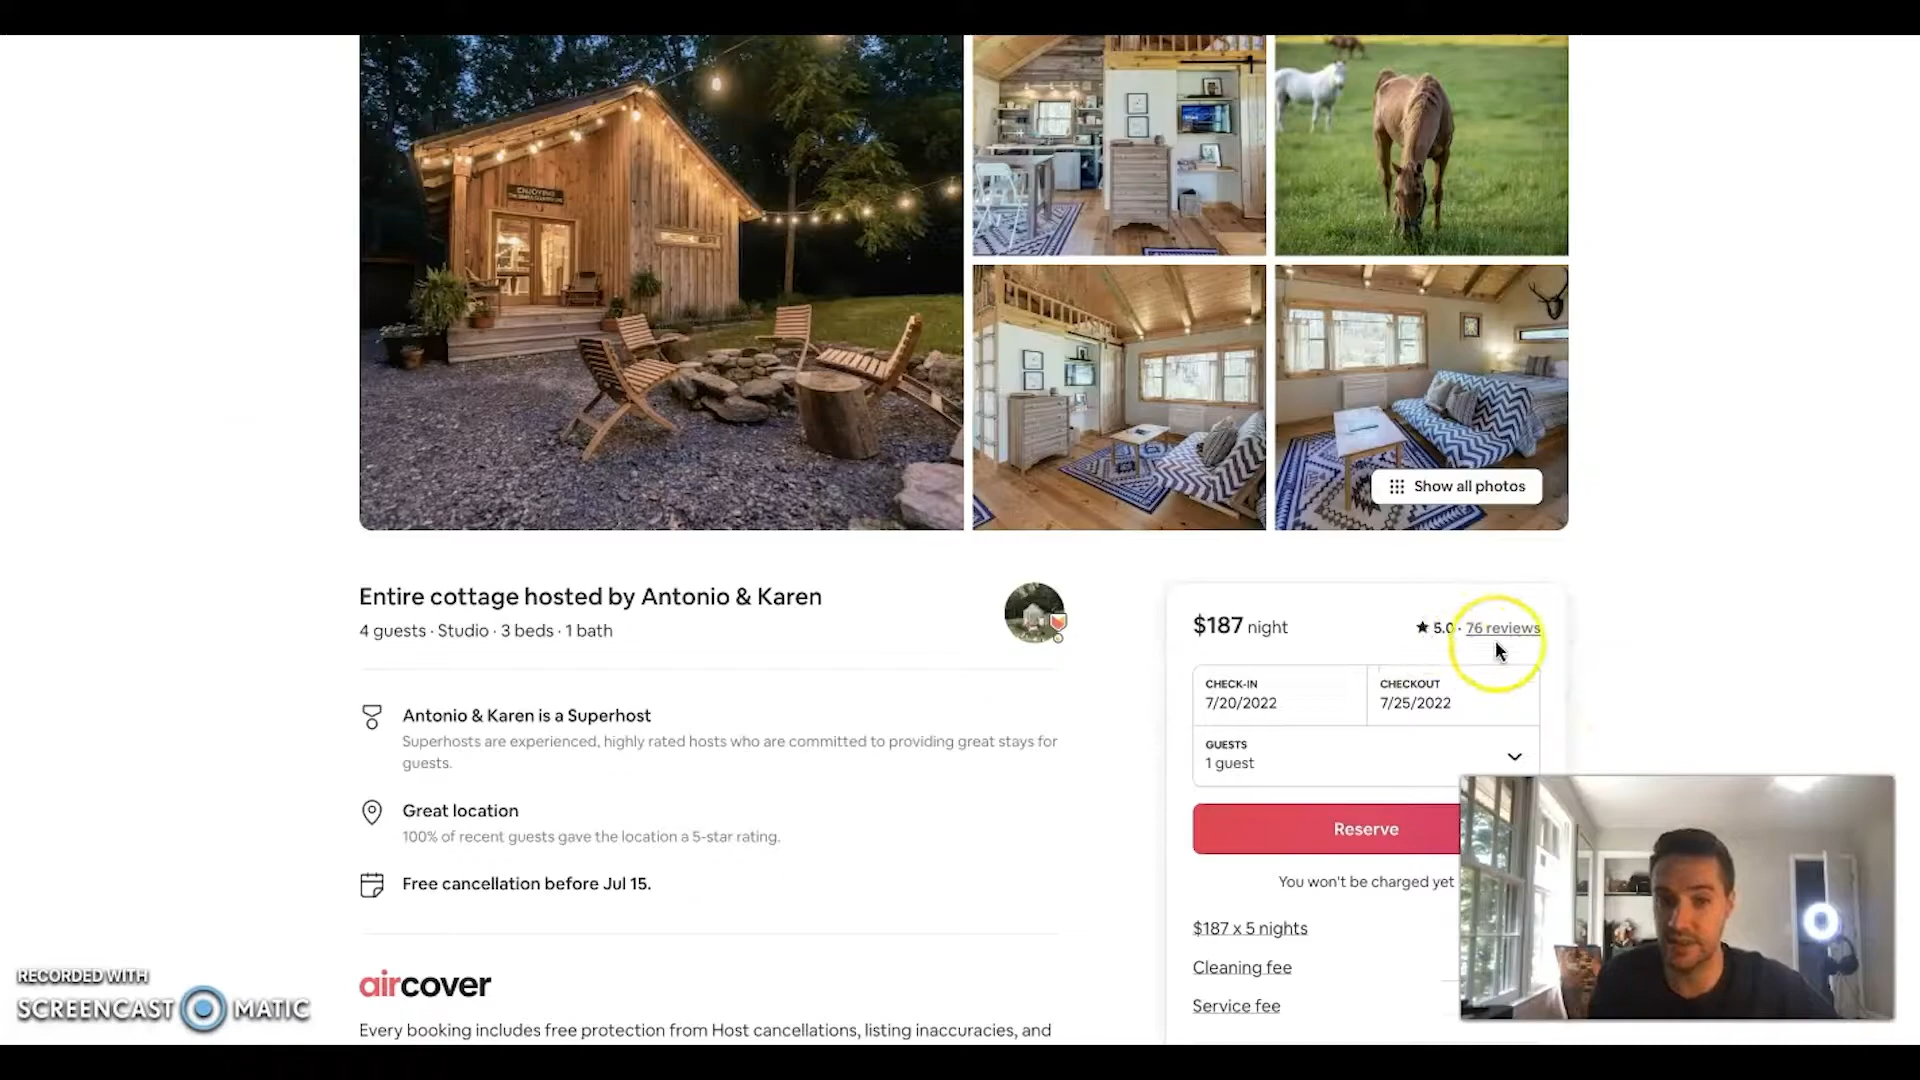 ENJOYING
Show all photos
Entire cottage hosted by Antonio & Karen
4 guests · Studio · 3 beds · 1 bath
Antonio & Karen is a Superhost
Superhosts are experienced, highly rated hosts who are committed to providing great stays for
guests.
Great location
100% of recent guests gave the location a 5-star rating.
Free cancellation before Jul 15.
aircover
Every booking includes free protection from Host cancellations, listing inaccuracies, and
$187 night
★ 5.0 · 76 reviews
CHECK-IN
7/20/2022
CHECKOUT
7/25/2022
GUESTS
1 guest
Reserve
You won't be charged yet
$187 x 5 nights
Cleaning fee
Service fee
RECORDED WITH
SCREENCAST MATIC